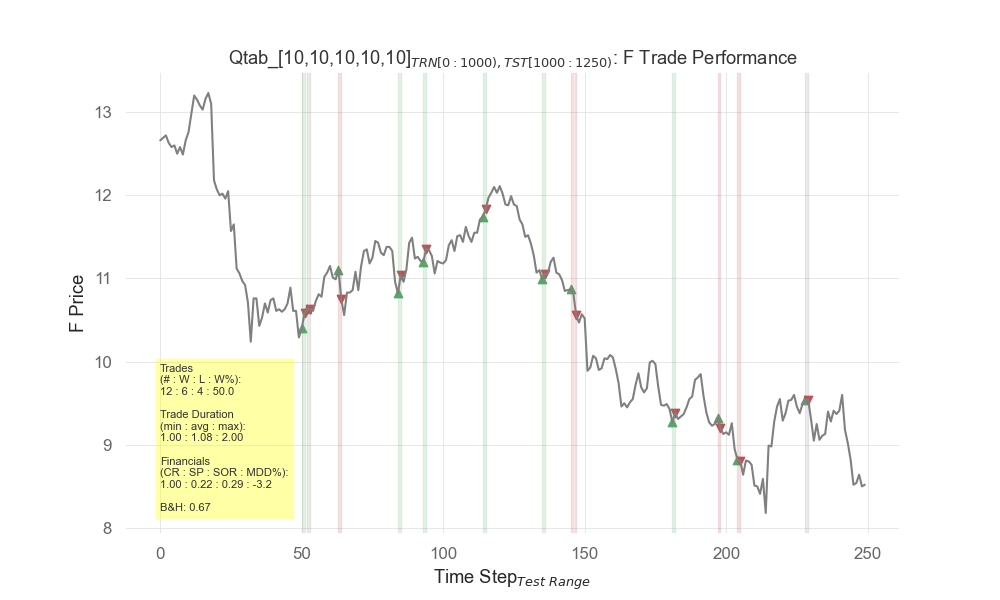 Qtab_[10,10,10,10,10]TRN[0 : 1000), TST[1000 : 1250): F Trade Performance
13
12
11
10
9
8
F Price
Trades
(# : W : L : W%):
12 : 6 : 4 : 50.0
Trade Duration
(min : avg : max):
1.00 : 1.08 : 2.00
Financials
(CR : SP : SOR : MDD%):
1.00 : 0.22 : 0.29 : -3.2
B&H: 0.67
0 50 100 150 200 250
Time StepTest Range